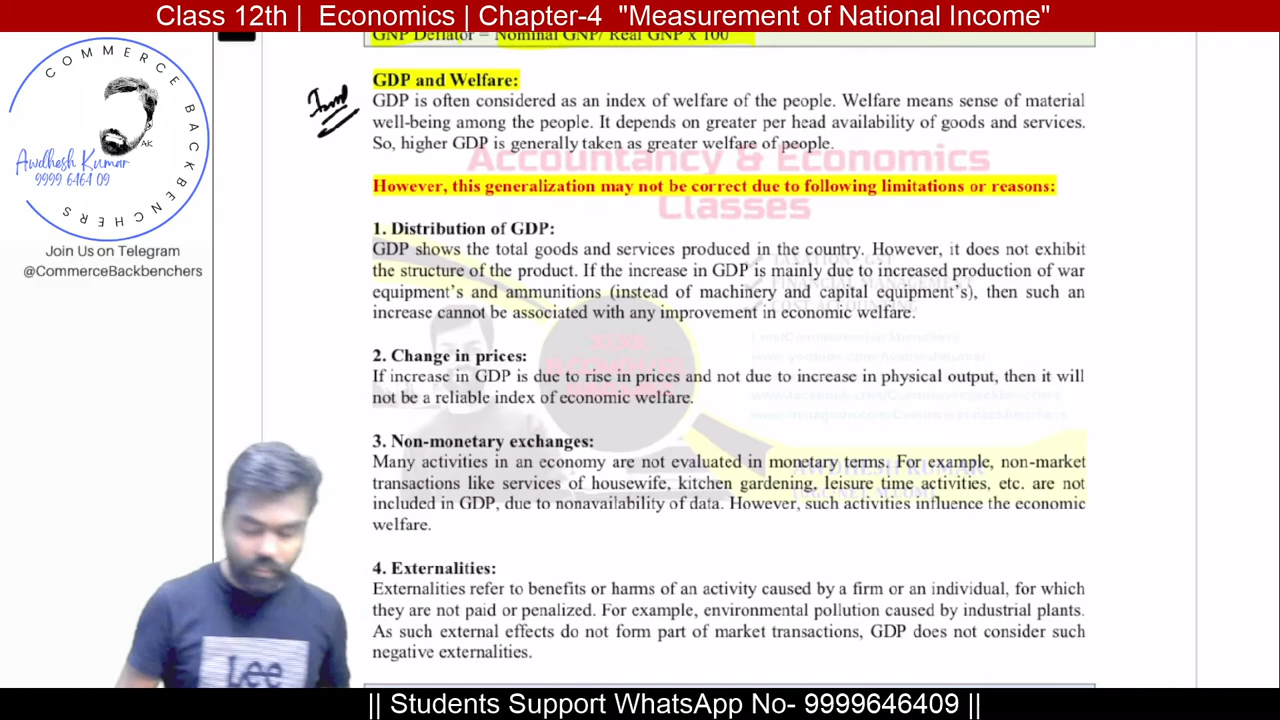 Class 12th | Economics | Chapter-4 "Measurement of National Income"
GNP Deflator = Nominal GNP/ Real GNP x 100
COMMERCE BACKBENCHERS
AK
Awdhesh Kumar
9999 6464 09
Join Us on Telegram
@CommerceBackbenchers
Imp
GDP and Welfare:
GDP is often considered as an index of welfare of the people. Welfare means sense of material
well-being among the people. It depends on greater per head availability of goods and services.
So, higher GDP is generally taken as greater welfare of people.
Accountancy & Economics
Classes
However, this generalization may not be correct due to following limitations or reasons:
1. Distribution of GDP:
GDP shows the total goods and services produced in the country. However, it does not exhibit
the structure of the product. If the increase in GDP is mainly due to increased production of war
equipment's and ammunitions (instead of machinery and capital equipment's), then such an
increase cannot be associated with any improvement in economic welfare.
2. Change in prices:
If increase in GDP is due to rise in prices and not due to increase in physical output, then it will
not be a reliable index of economic welfare.
3. Non-monetary exchanges:
Many activities in an economy are not evaluated in monetary terms. For example, non-market
transactions like services of housewife, kitchen gardening, leisure time activities, etc. are not
included in GDP, due to nonavailability of data. However, such activities influence the economic
welfare.
4. Externalities:
Externalities refer to benefits or harms of an activity caused by a firm or an individual, for which
they are not paid or penalized. For example, environmental pollution caused by industrial plants.
As such external effects do not form part of market transactions, GDP does not consider such
negative externalities.
Lee
|| Students Support WhatsApp No- 9999646409 ||